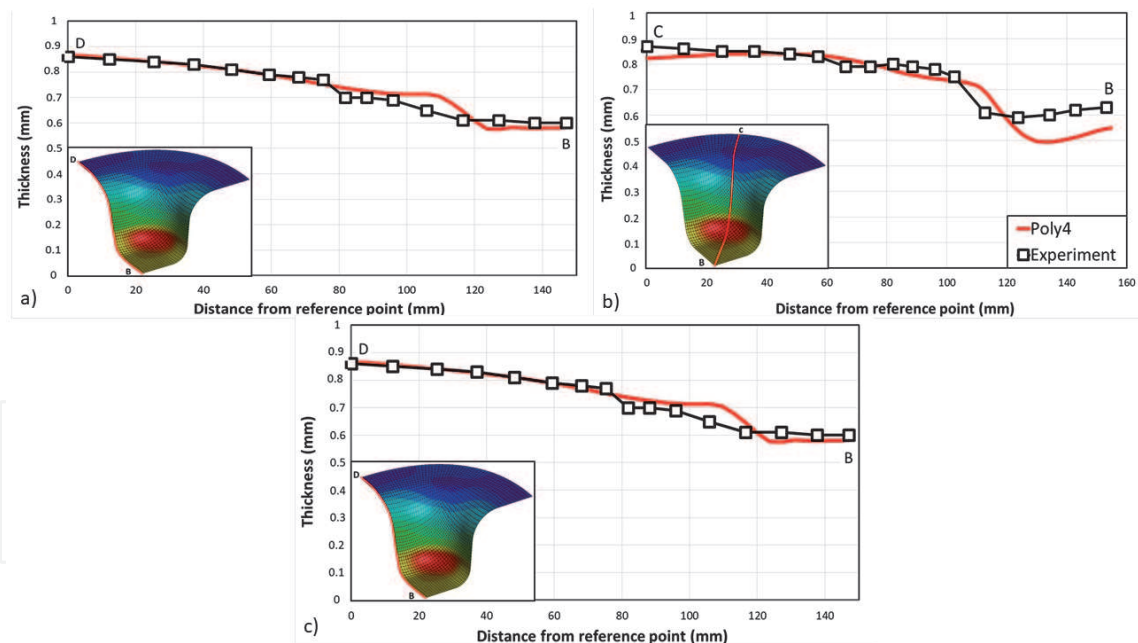 1
0.9
0.8
0.7
0.6
0.5
0.4
0.3
0.2
0.1
0
Thickness (mm)
D
B
D
B
0 20 40 60 80 100 120 140
Distance from reference point (mm)
a)
1
0.9
0.8
0.7
0.6
0.5
0.4
0.3
0.2
0.1
0
Thickness (mm)
C
B
C
B
Poly4
Experiment
0 20 40 60 80 100 120 140 160
Distance from reference point (mm)
b)
1
0.9
0.8
0.7
0.6
0.5
0.4
0.3
0.2
0.1
0
Thickness (mm)
D
B
D
B
0 20 40 60 80 100 120 140
Distance from reference point (mm)
c)